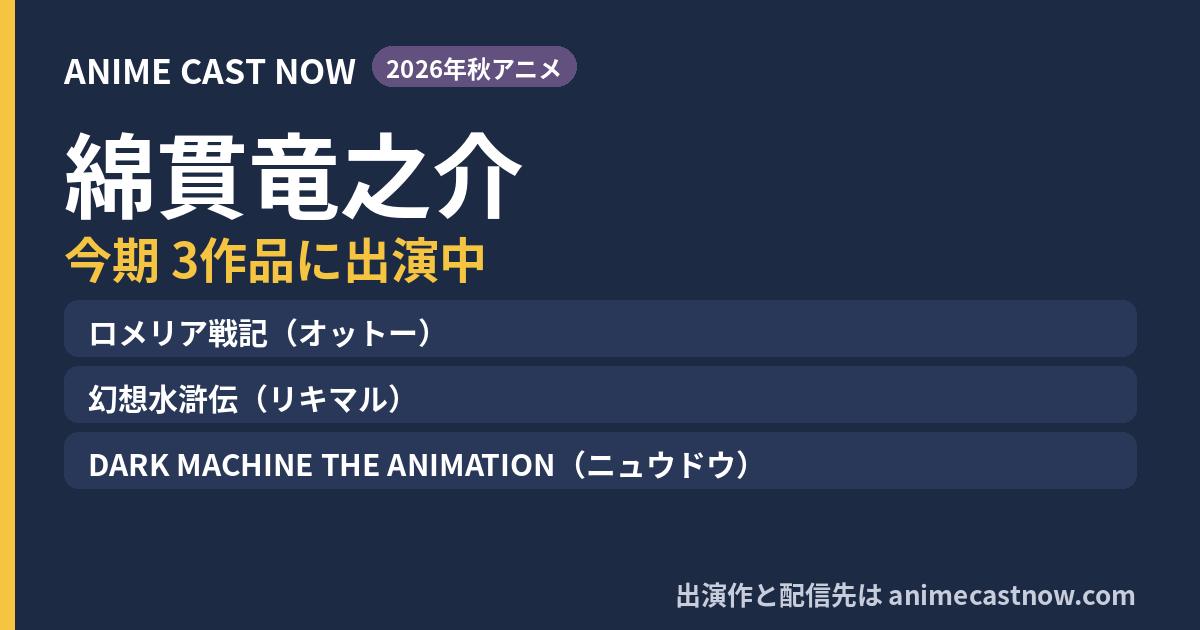 ANIME CAST NOW 2026年秋アニメ
綿貫竜之介
今期 3作品に出演中
ロメリア戦記（オットー）
幻想水滸伝（リキマル）
DARK MACHINE THE ANIMATION（ニュウドウ）
出演作と配信先は animecastnow.com